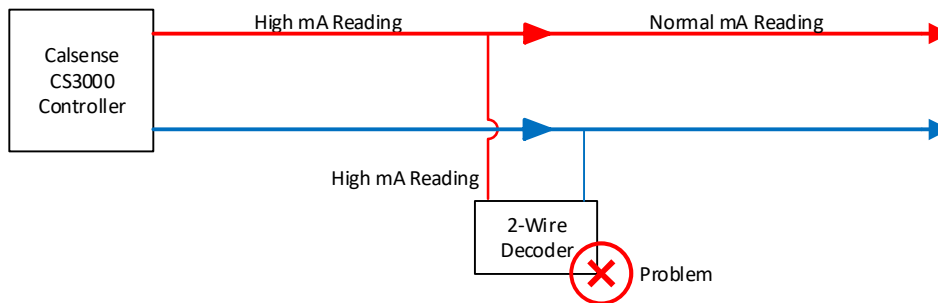 High mA Reading
Normal mA Reading
Calsense
CS3000
Controller
High mA Reading
2-Wire
Decoder
Problem